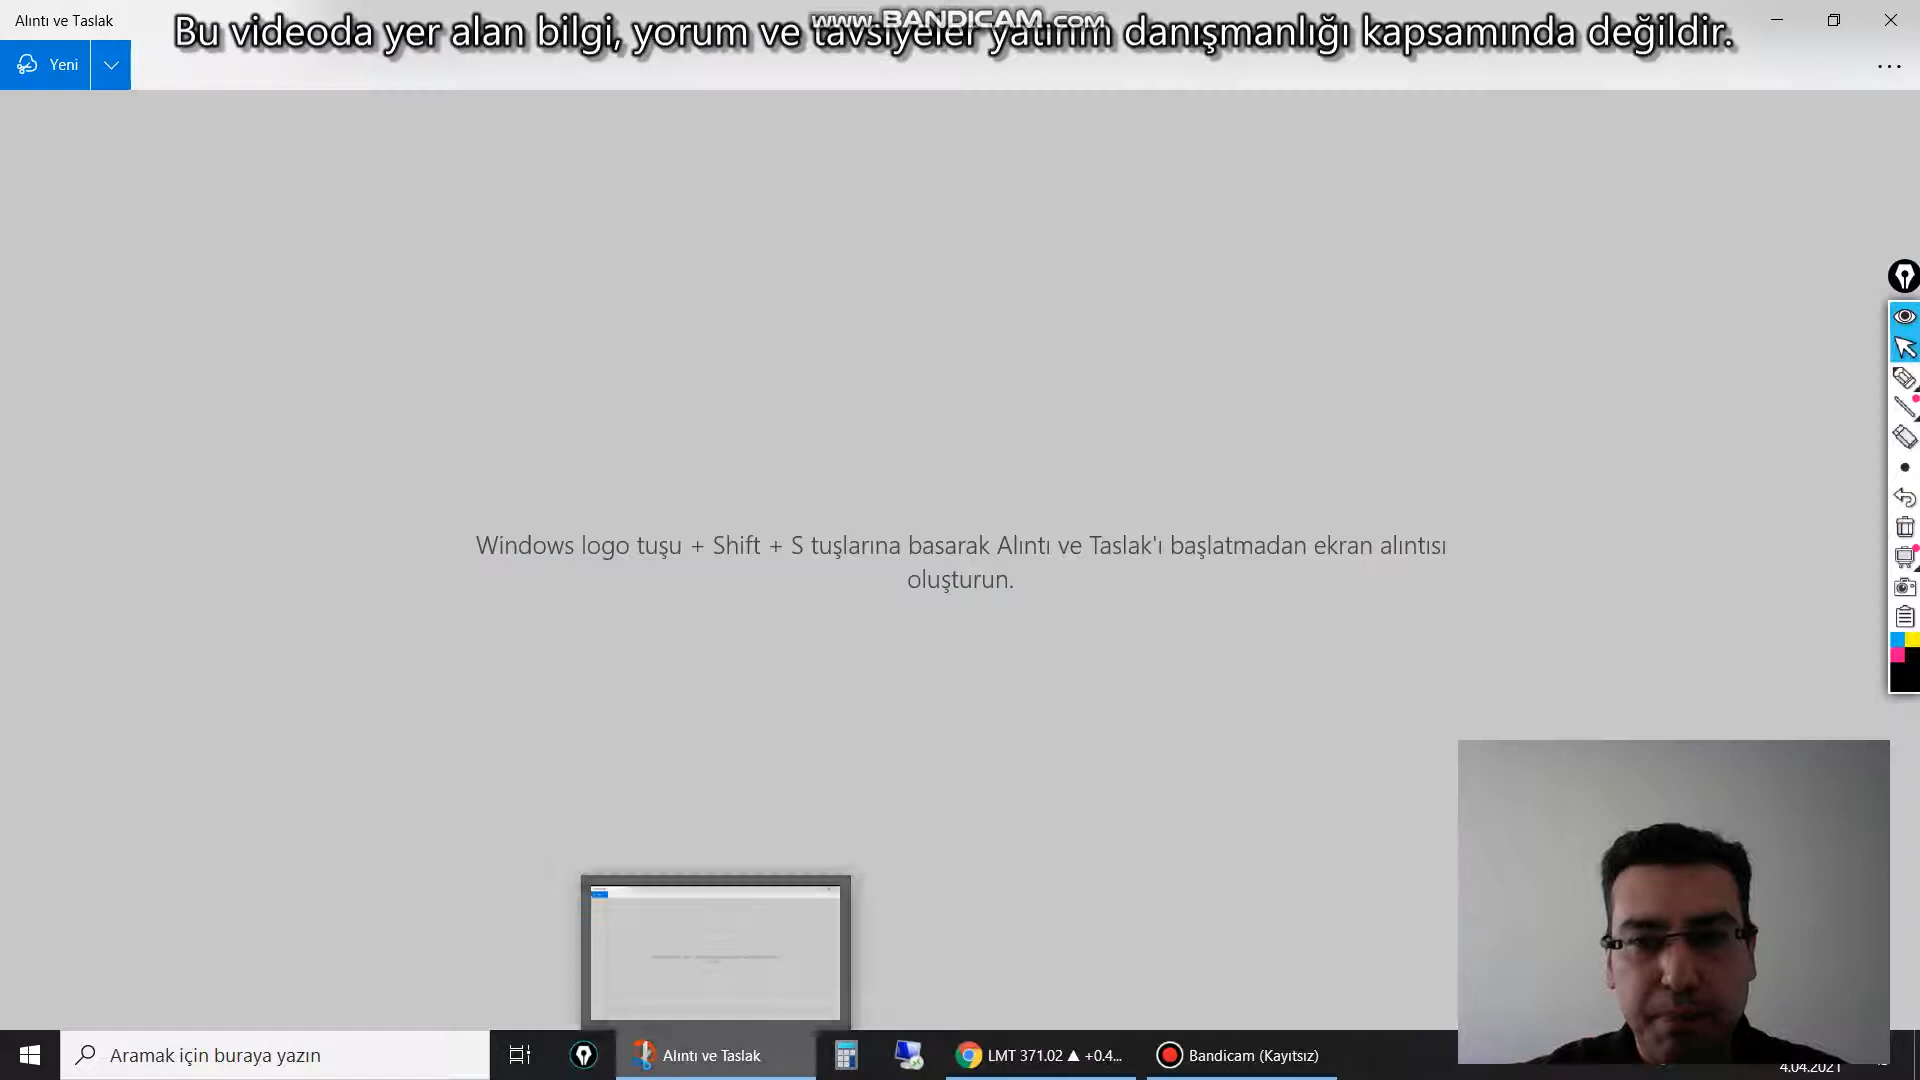 Alıntı ve Taslak
www.BANDICAM.com
Bu videoda yer alan bilgi, yorum ve tavsiyeler yatırım danışmanlığı kapsamında değildir.
Yeni
Windows logo tuşu + Shift + S tuşlarına basarak Alıntı ve Taslak'ı başlatmadan ekran alıntısı
oluşturun.
Aramak için buraya yazın
Alıntı ve Taslak
LMT 371.02 ▲ +0.4...
Bandicam (Kayıtsız)
4.04.2021